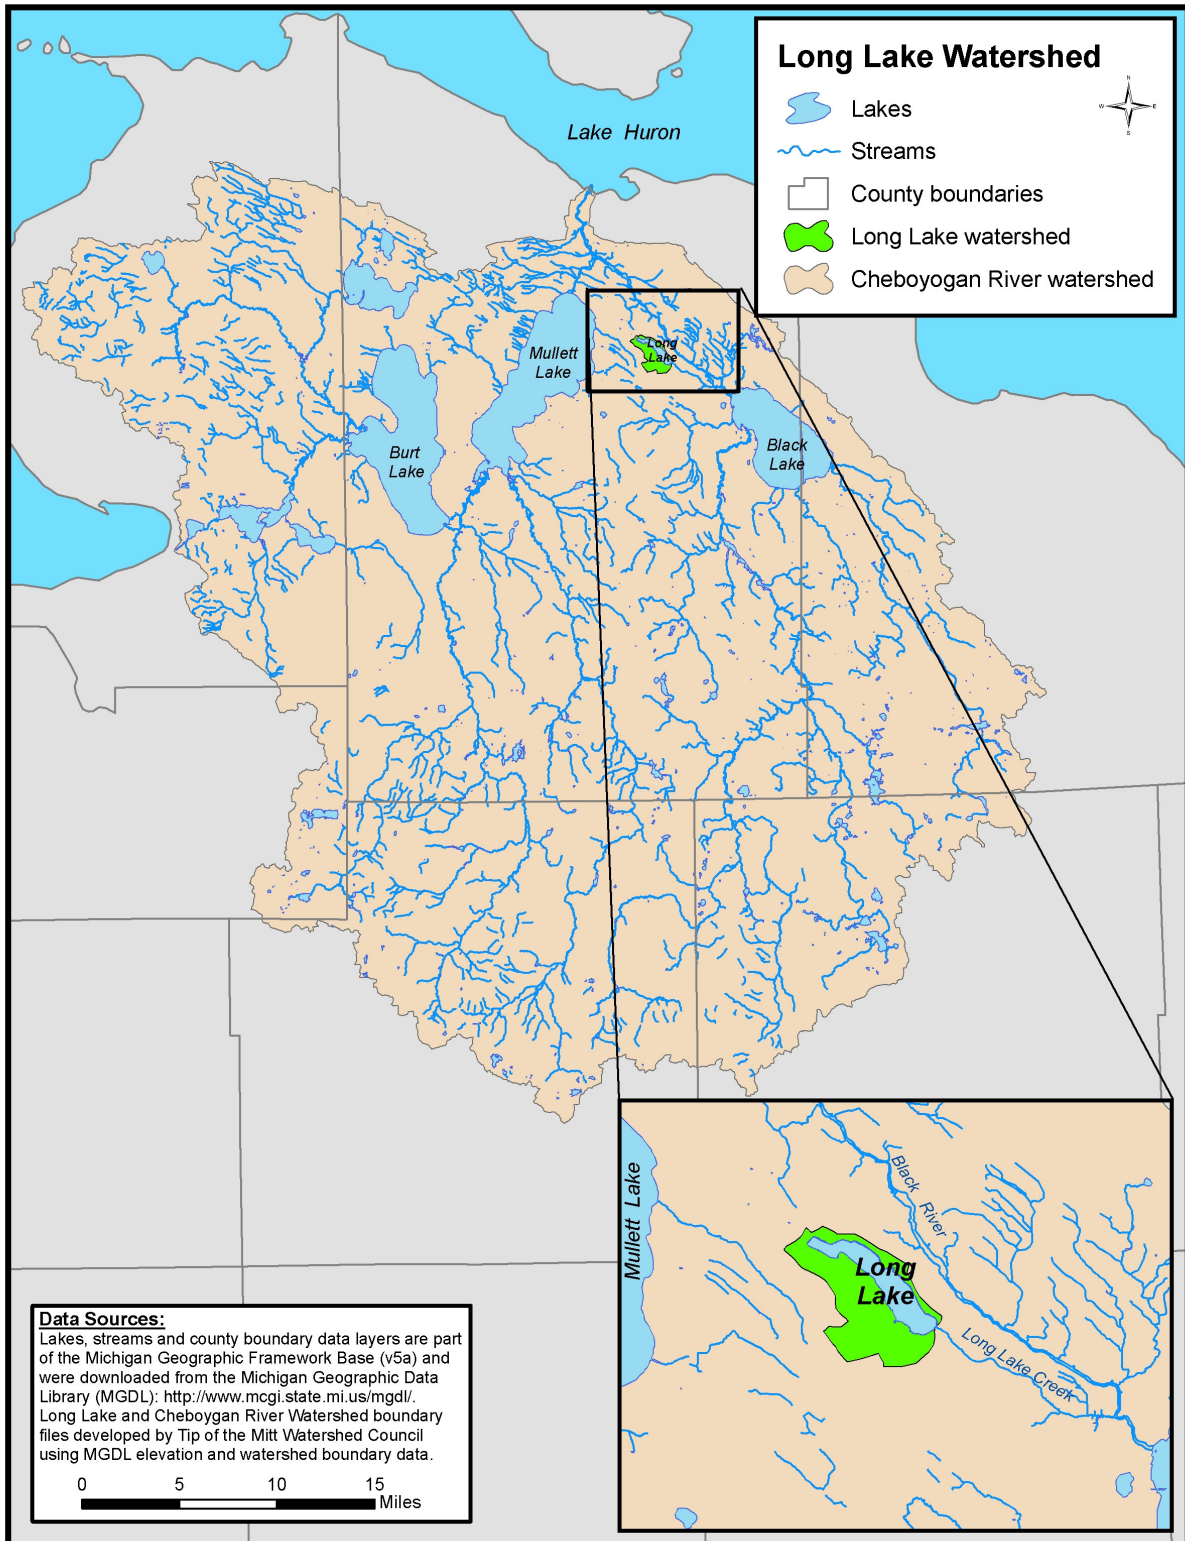 Long Lake Watershed
N
W
E
S
Lakes
Streams
County boundaries
Long Lake watershed
Cheboyogan River watershed
Lake Huron
Mullett
Lake
Long
Lake
Burt
Lake
Black
Lake
Mullett Lake
Black River
Long
Lake
Long Lake Creek
Data Sources:
Lakes, streams and county boundary data layers are part
of the Michigan Geographic Framework Base (v5a) and
were downloaded from the Michigan Geographic Data
Library (MGDL): http://www.mcgi.state.mi.us/mgdl/.
Long Lake and Cheboygan River Watershed boundary
files developed by Tip of the Mitt Watershed Council
using MGDL elevation and watershed boundary data.
0 5 10 15
Miles